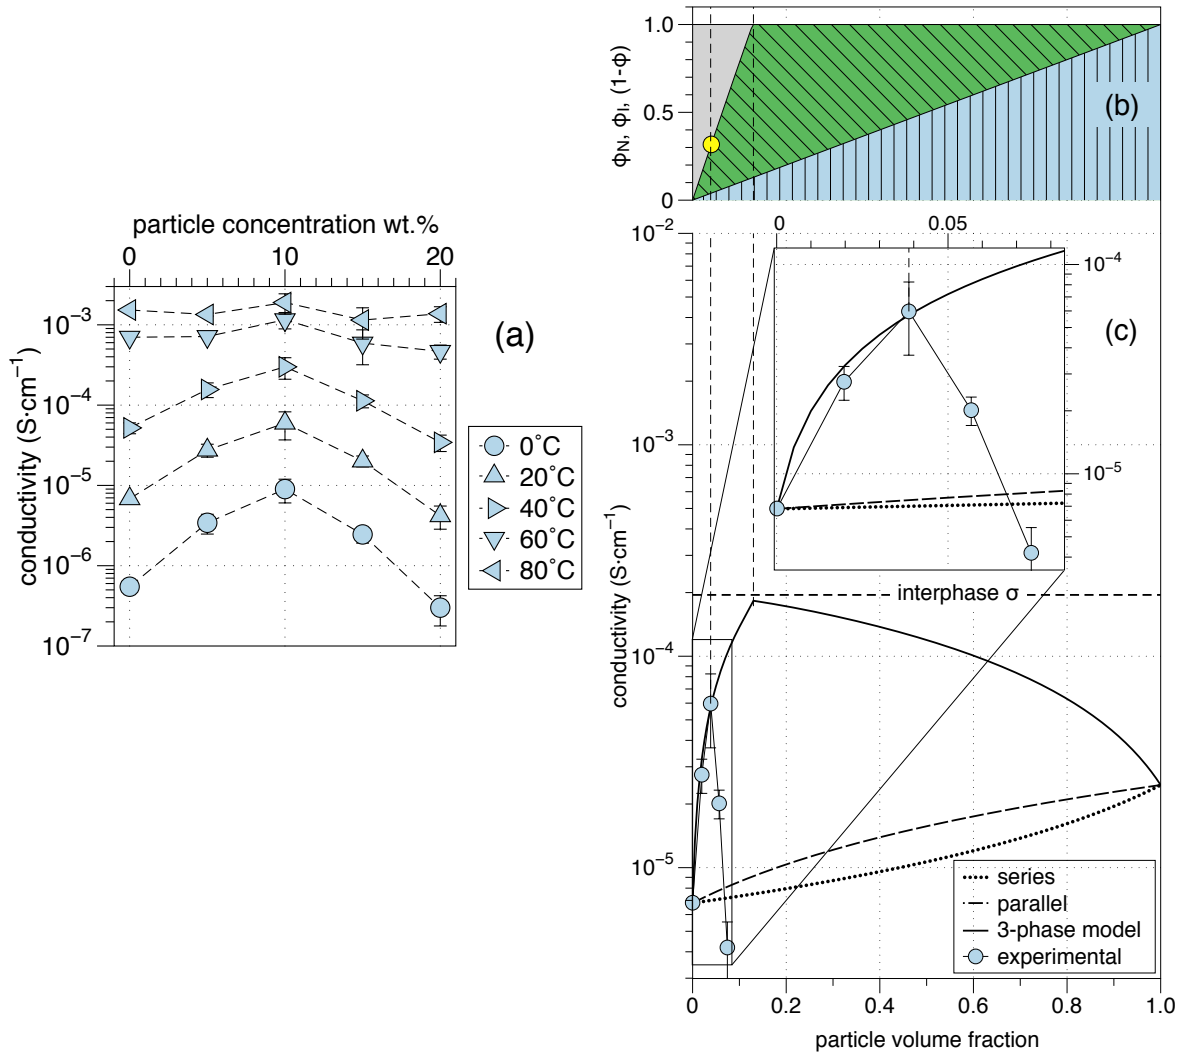 particle concentration wt.%
0 10 20
10⁻³
10⁻⁴
10⁻⁵
10⁻⁶
10⁻⁷
conductivity (S·cm⁻¹)
(a)
0˚C
20˚C
40˚C
60˚C
80˚C
1.0
0.5
0
ϕN, ϕI, (1-ϕ)
(b)
0 0.05
10⁻⁴
10⁻⁵
(c)
10⁻²
10⁻³
10⁻⁴
10⁻⁵
conductivity (S·cm⁻¹)
interphase σ
series
parallel
3-phase model
experimental
0 0.2 0.4 0.6 0.8 1.0
particle volume fraction